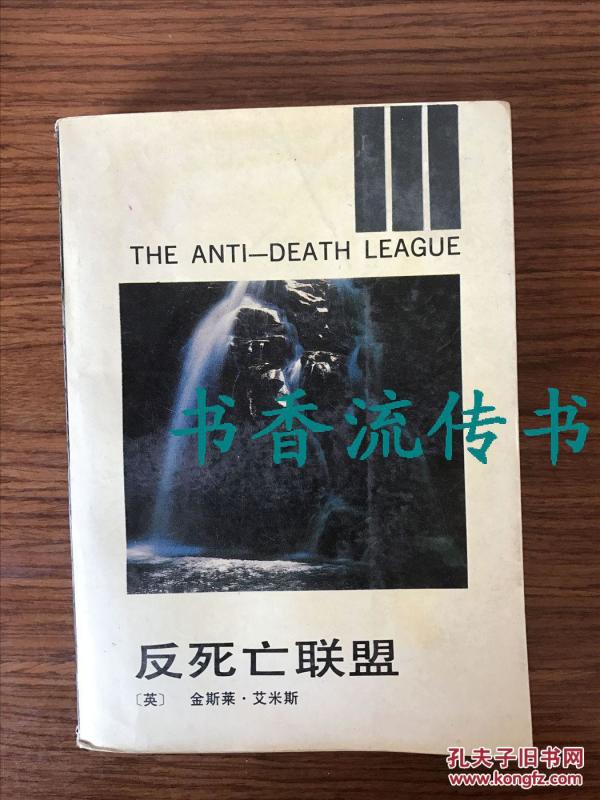 THE ANTI—DEATH LEAGUE
书香流传书
反死亡联盟
〔英〕 金斯莱·艾米斯
孔夫子旧书网
www.kongfz.com